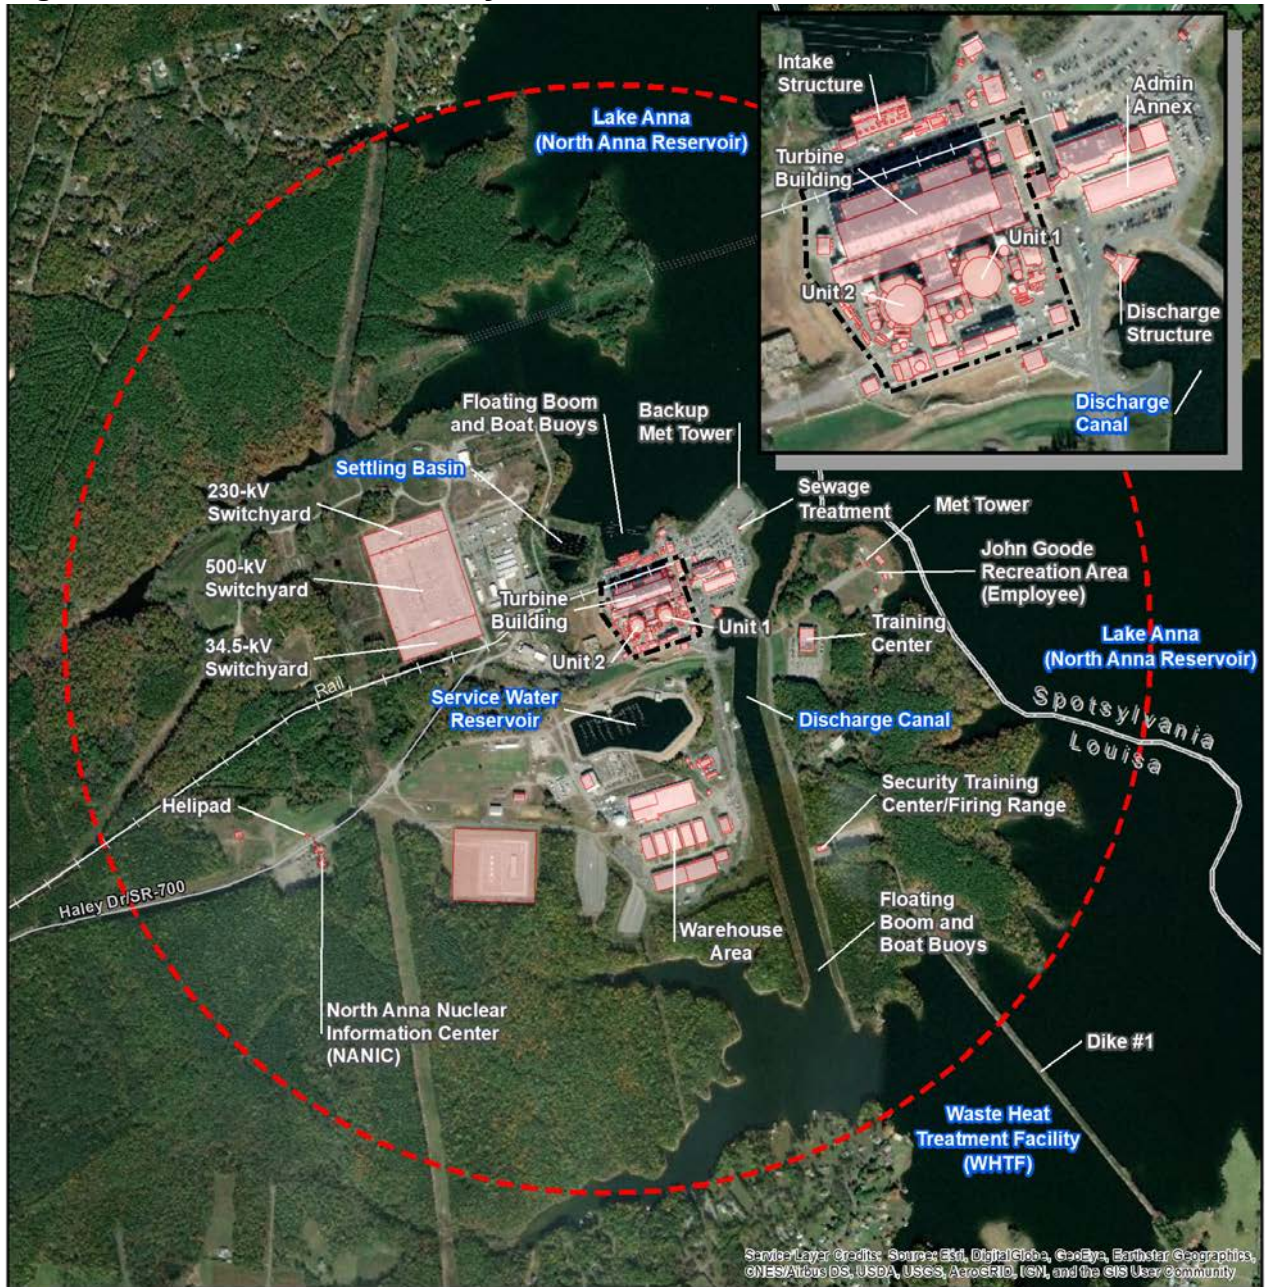 Lake Anna
(North Anna Reservoir)
Intake
Structure
Admin
Annex
Turbine
Building
Unit 1
Unit 2
Discharge
Structure
Discharge
Canal
Floating Boom
and Boat Buoys
Backup
Met Tower
Settling Basin
Sewage
Treatment
230-kV
Switchyard
Met Tower
John Goode
Recreation Area
(Employee)
500-kV
Switchyard
Turbine
Building
Unit 1
Training
Center
34.5-kV
Switchyard
Unit 2
Lake Anna
(North Anna Reservoir)
Rail
Service Water
Reservoir
Discharge Canal
Spotsylvania
Louisa
Helipad
Security Training
Center/Firing Range
Haley Dr/SR-700
Floating
Boom and
Boat Buoys
Warehouse
Area
North Anna Nuclear
Information Center
(NANIC)
Dike #1
Waste Heat
Treatment Facility
(WHTF)
Service Layer Credits: Source: Esri, DigitalGlobe, GeoEye, Earthstar Geographics,
CNES/Airbus DS, USDA, USGS, AeroGRID, IGN, and the GIS User Community